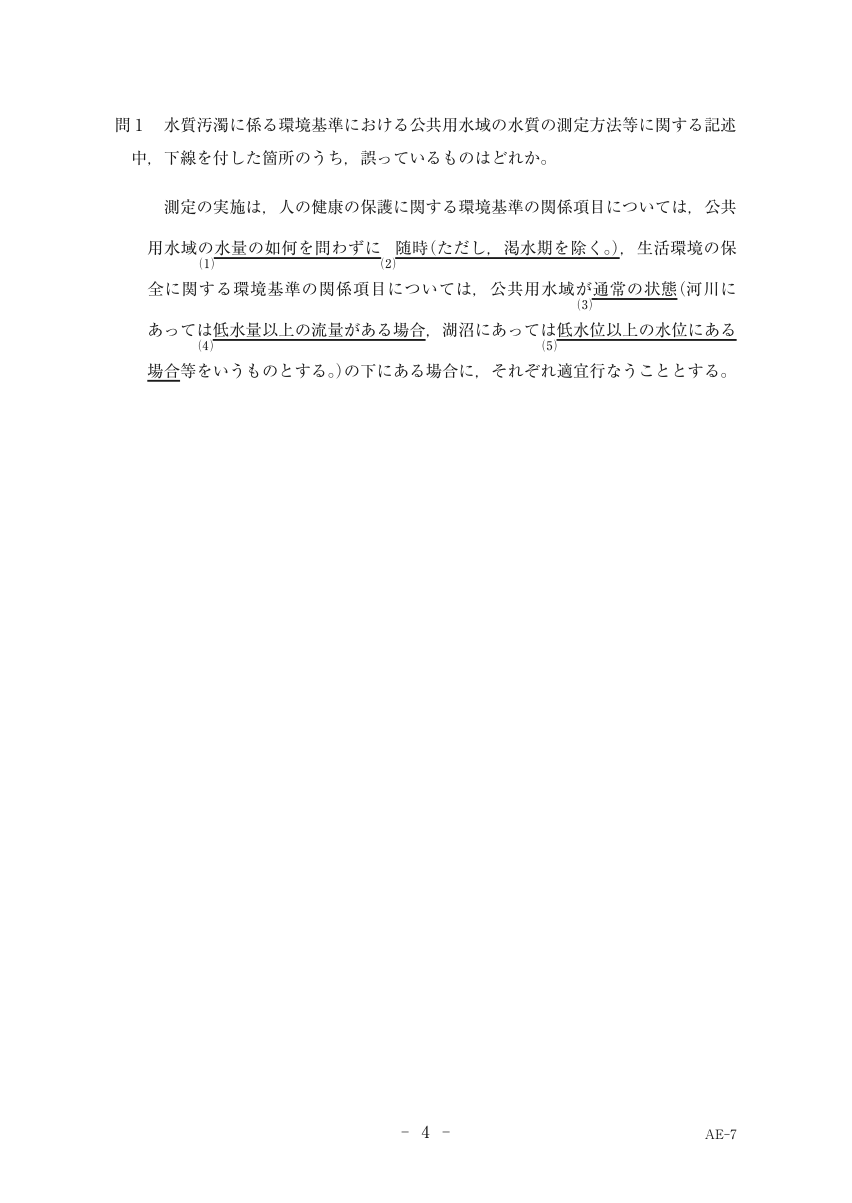 問1　水質汚濁に係る環境基準における公共用水域の水質の測定方法等に関する記述
中，下線を付した箇所のうち，誤っているものはどれか。
測定の実施は，人の健康の保護に関する環境基準の関係項目については，公共
用水域の水量の如何を問わずに　随時(ただし，渇水期を除く。)，生活環境の保
(1)　(2)
全に関する環境基準の関係項目については，公共用水域が通常の状態(河川に
(3)
あっては低水量以上の流量がある場合，湖沼にあっては低水位以上の水位にある
(4)　(5)
場合等をいうものとする。)の下にある場合に，それぞれ適宜行なうこととする。
－ 4 －
AE−7